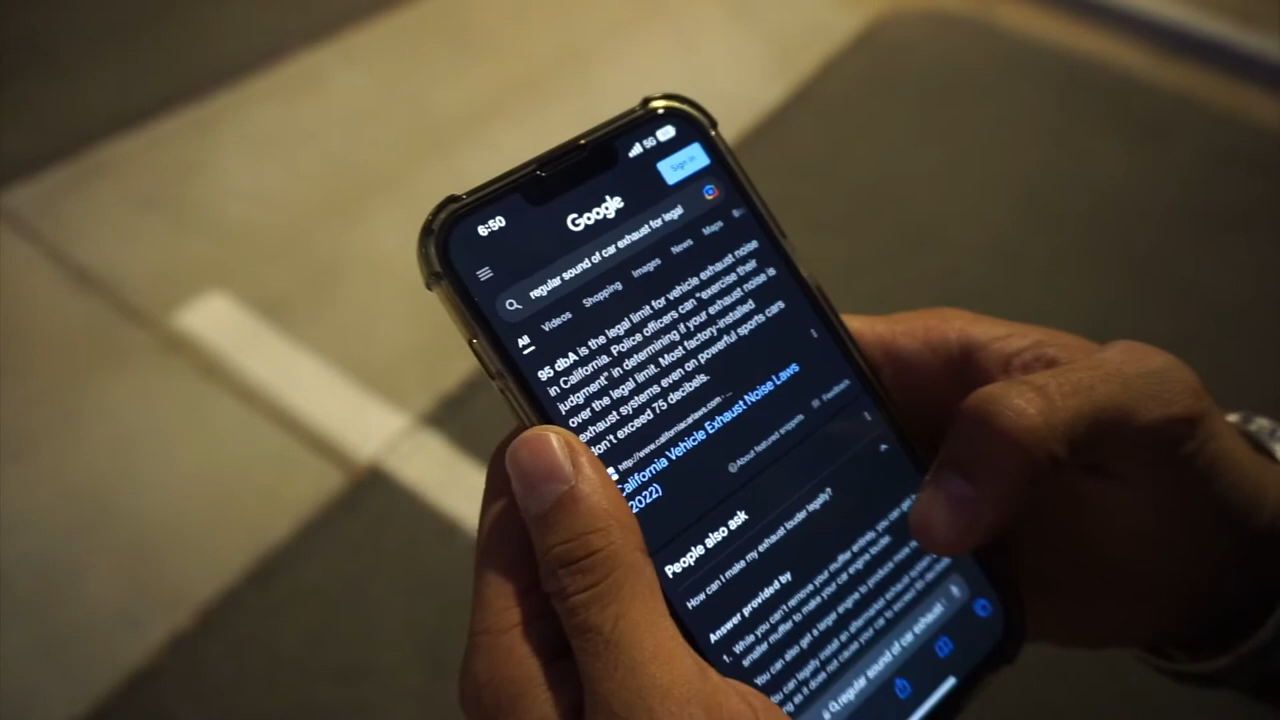 6:50
5G
Sign in
Google
regular sound of car exhaust for legal
All Videos Shopping Images News Maps
95 dbA is the legal limit for vehicle exhaust noise
in California. Police officers can "exercise their
judgment" in determining if your exhaust noise is
over the legal limit. Most factory-installed
exhaust systems even on powerful sports cars
don't exceed 75 decibels.
http://www.californiacarlaws.com
California Vehicle Exhaust Noise Laws
2022)
About featured snippets Feedback
People also ask
How can I make my exhaust louder legally?
Answer provided by
1. While you can't remove your muffler entirely, you can get
smaller muffler to make your car engine louder.
You can also get a larger engine to produce more
You can legally install an aftermarket exhaust system
as it does not cause your car to exceed the
regular sound of car exhaust